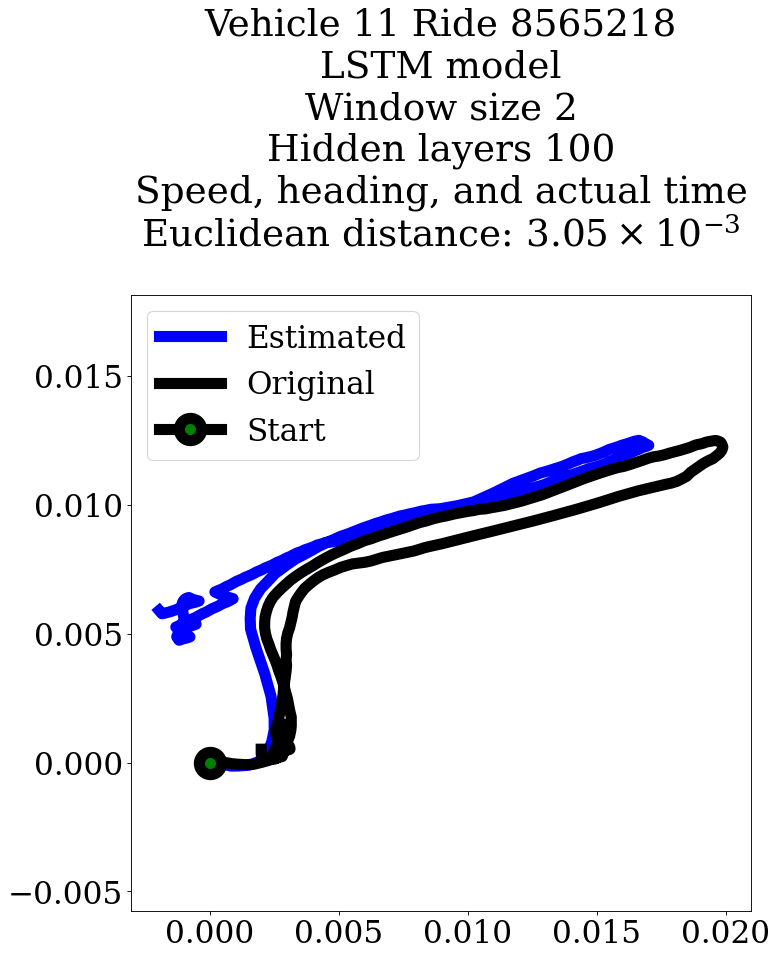 Vehicle 11 Ride 8565218
LSTM model
Window size 2
Hidden layers 100
Speed, heading, and actual time
Euclidean distance: 3.05 × 10⁻³
Estimated
Original
Start
0.015
0.010
0.005
0.000
−0.005
0.000 0.005 0.010 0.015 0.020